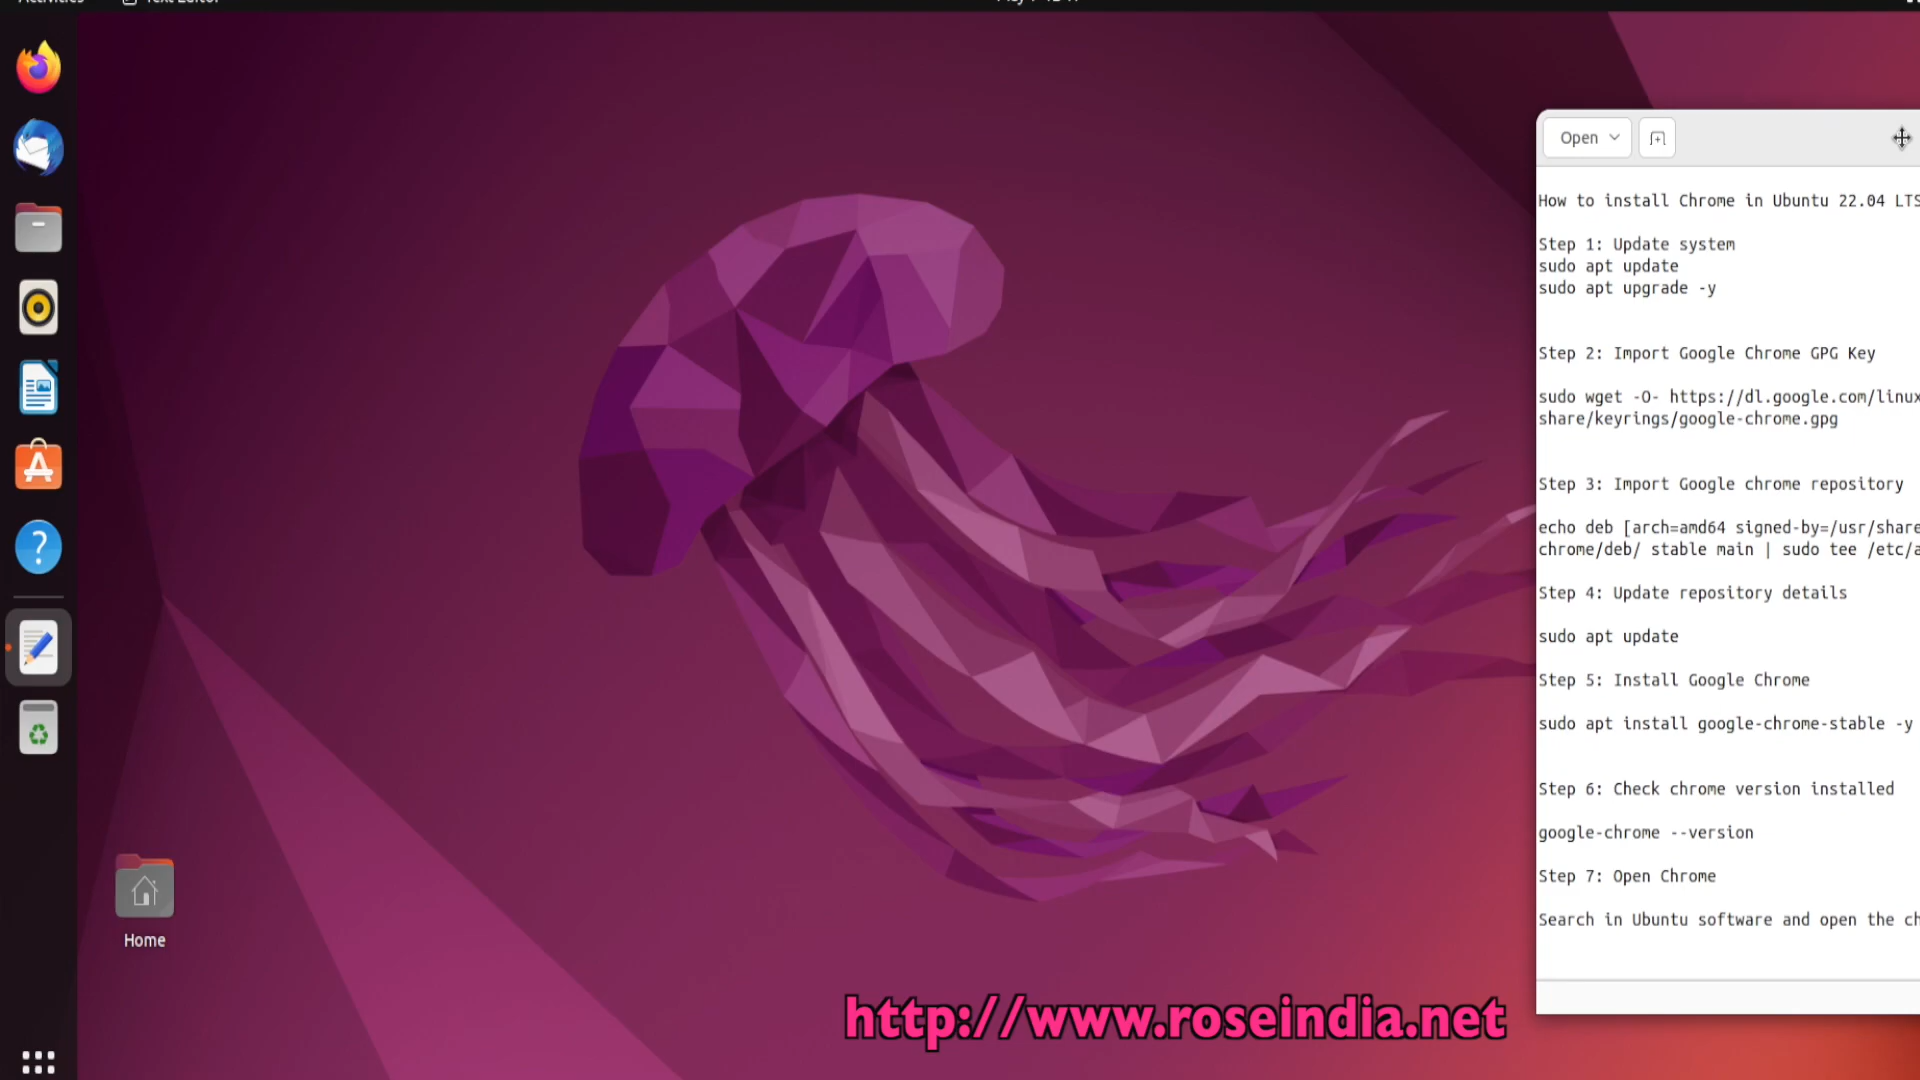 Open
How to install Chrome in Ubuntu 22.04 LTS
Step 1: Update system
sudo apt update
sudo apt upgrade -y
Step 2: Import Google Chrome GPG Key
sudo wget -O- https://dl.google.com/linux
share/keyrings/google-chrome.gpg
Step 3: Import Google chrome repository
echo deb [arch=amd64 signed-by=/usr/share
chrome/deb/ stable main | sudo tee /etc/a
Step 4: Update repository details
sudo apt update
Step 5: Install Google Chrome
sudo apt install google-chrome-stable -y
Step 6: Check chrome version installed
google-chrome --version
Step 7: Open Chrome
Search in Ubuntu software and open the ch
Home
http://www.roseindia.net